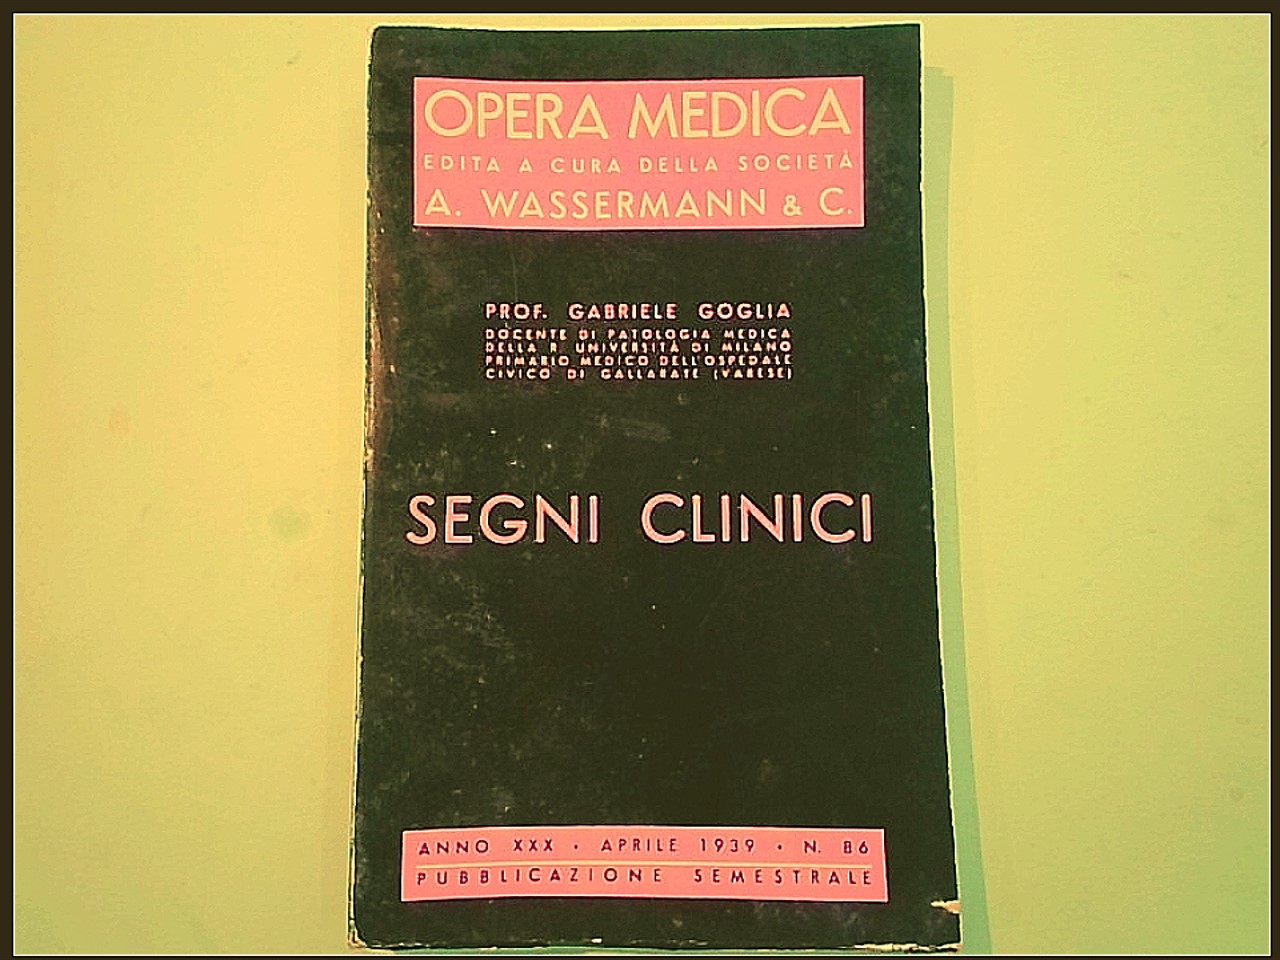 OPERA MEDICA
EDITA A CURA DELLA SOCIETÀ
A. WASSERMANN & C.
PROF. GABRIELE GOGLIA
DOCENTE DI PATOLOGIA MEDICA
DELLA R. UNIVERSITÀ DI MILANO
PRIMARIO MEDICO DELL'OSPEDALE
CIVICO DI GALLARATE (VARESE)
SEGNI CLINICI
ANNO XXX • APRILE 1939 • N. 86
PUBBLICAZIONE SEMESTRALE